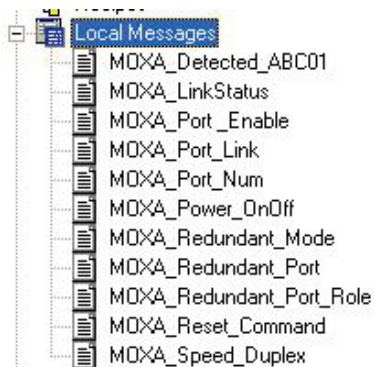 Local Messages
MOXA_Detected_ABC01
MOXA_LinkStatus
MOXA_Port _Enable
MOXA_Port_Link
MOXA_Port_Num
MOXA_Power_OnOff
MOXA_Redundant_Mode
MOXA_Redundant_Port
MOXA_Redundant_Port_Role
MOXA_Reset_Command
MOXA_Speed_Duplex